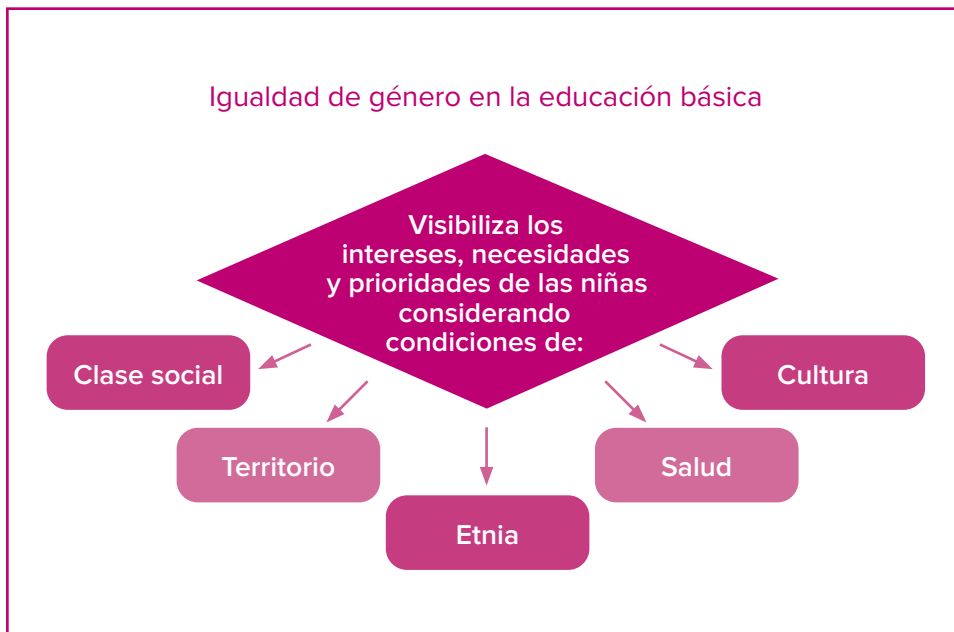 Igualdad de género en la educación básica
Visibiliza los
intereses, necesidades
y prioridades de las niñas
considerando
condiciones de:
Clase social
Cultura
Territorio
Salud
Etnia